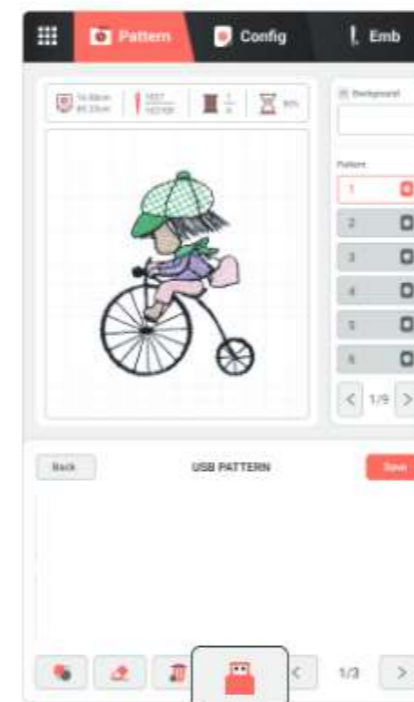 Pattern
Config
Emb
Background
Pattern
1
2
3
4
5
6
< 1/9 >
Back
USB PATTERN
Save
< 1/3 >